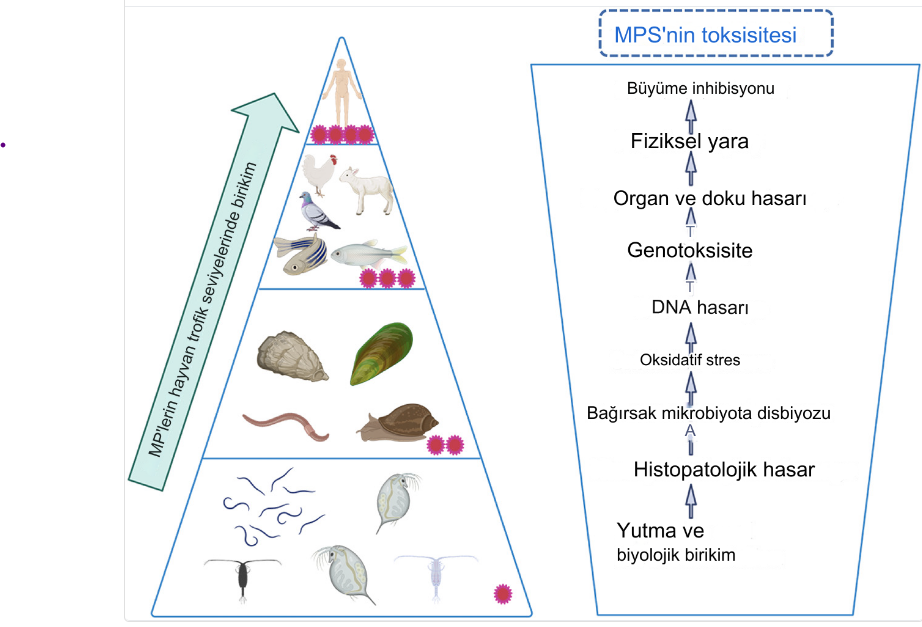 MPS'nin toksisitesi
MP'lerin hayvan trofik seviyelerinde birikim
Büyüme inhibisyonu
Fiziksel yara
Organ ve doku hasarı
T
Genotoksisite
T
DNA hasarı
Oksidatif stres
Bağırsak mikrobiyota disbiyozu
A
Histopatolojik hasar
Yutma ve
biyolojik birikim